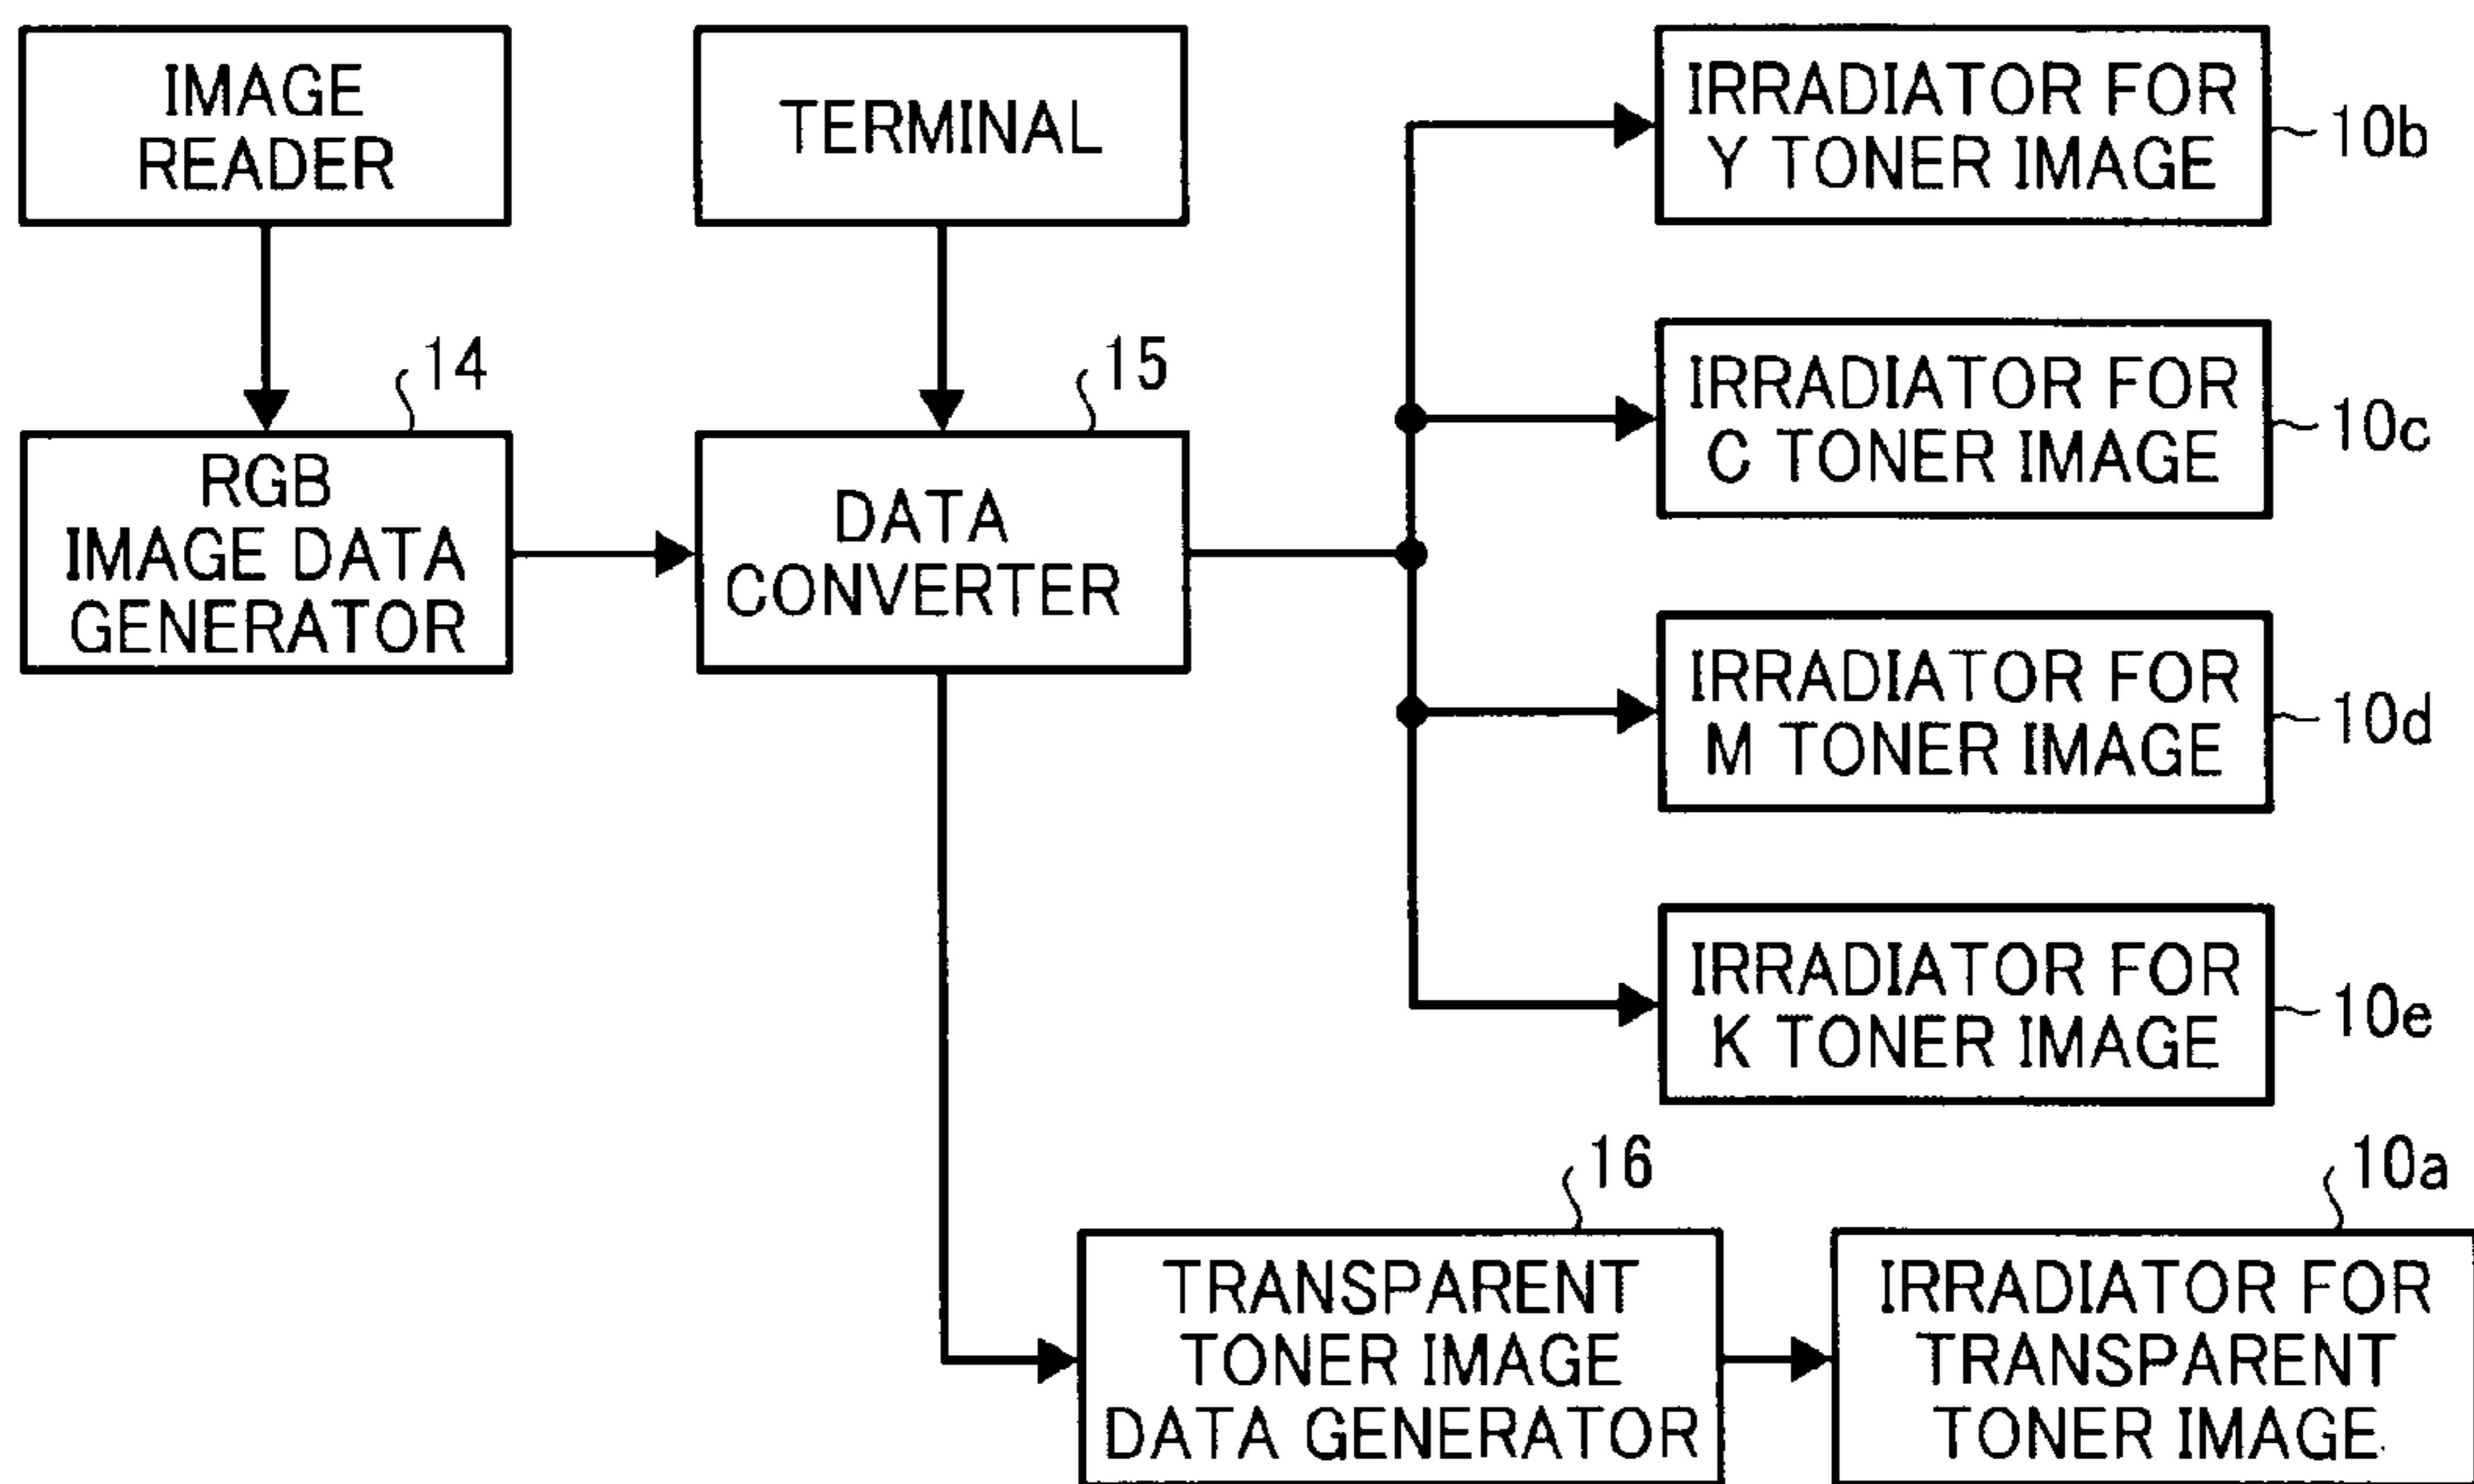 IMAGE
READER
TERMINAL
IRRADIATOR FOR
Y TONER IMAGE
10b
14
RGB
IMAGE DATA
GENERATOR
15
DATA
CONVERTER
IRRADIATOR FOR
C TONER IMAGE
10c
IRRADIATOR FOR
M TONER IMAGE
10d
IRRADIATOR FOR
K TONER IMAGE
10e
16
TRANSPARENT
TONER IMAGE
DATA GENERATOR
10a
IRRADIATOR FOR
TRANSPARENT
TONER IMAGE